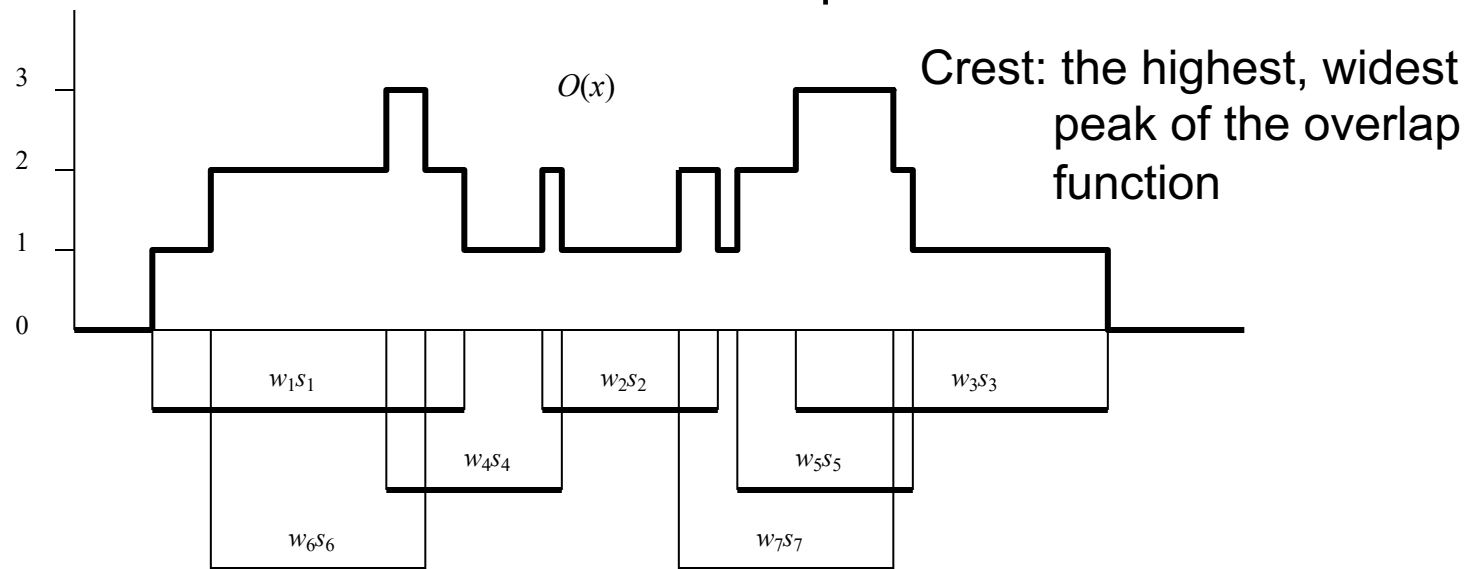 Crest: the highest, widest
peak of the overlap
function
O(x)
3
2
1
0
w₁s₁
w₂s₂
w₃s₃
w₄s₄
w₅s₅
w₆s₆
w₇s₇